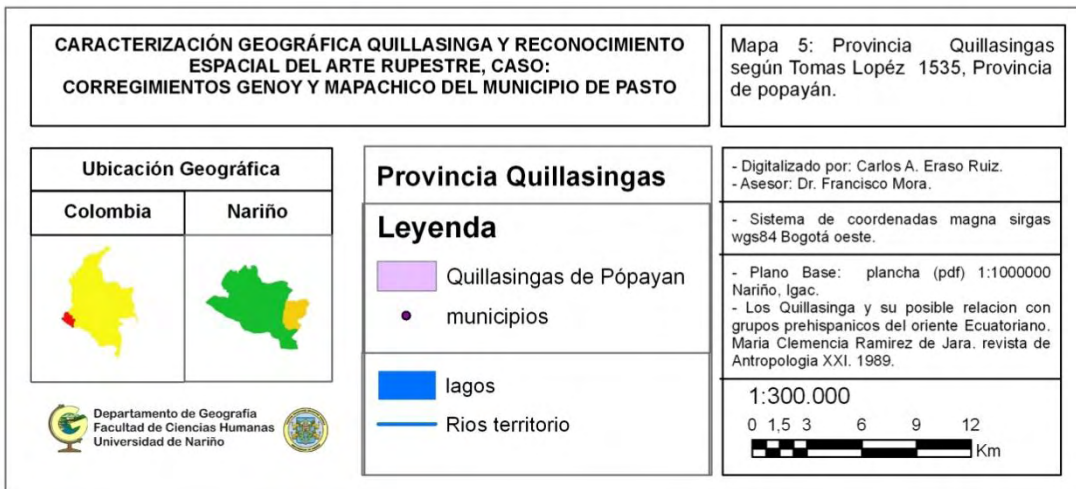 CARACTERIZACIÓN GEOGRÁFICA QUILLASINGA Y RECONOCIMIENTO
ESPACIAL DEL ARTE RUPESTRE, CASO:
CORREGIMIENTOS GENOY Y MAPACHICO DEL MUNICIPIO DE PASTO
Mapa 5: Provincia Quillasingas
según Tomas Lopéz 1535, Provincia
de popayán.
Ubicación Geográfica
Colombia
Nariño
Departamento de Geografia
Facultad de Ciencias Humanas
Universidad de Nariño
Provincia Quillasingas
Leyenda
Quillasingas de Pópayan
municipios
lagos
Rios territorio
- Digitalizado por: Carlos A. Eraso Ruiz.
- Asesor: Dr. Francisco Mora.
- Sistema de coordenadas magna sirgas
wgs84 Bogotá oeste.
- Plano Base: plancha (pdf) 1:1000000
Nariño, Igac.
- Los Quillasinga y su posible relacion con
grupos prehispanicos del oriente Ecuatoriano.
Maria Clemencia Ramirez de Jara. revista de
Antropologia XXI. 1989.
1:300.000
0 1,5 3 6 9 12
Km